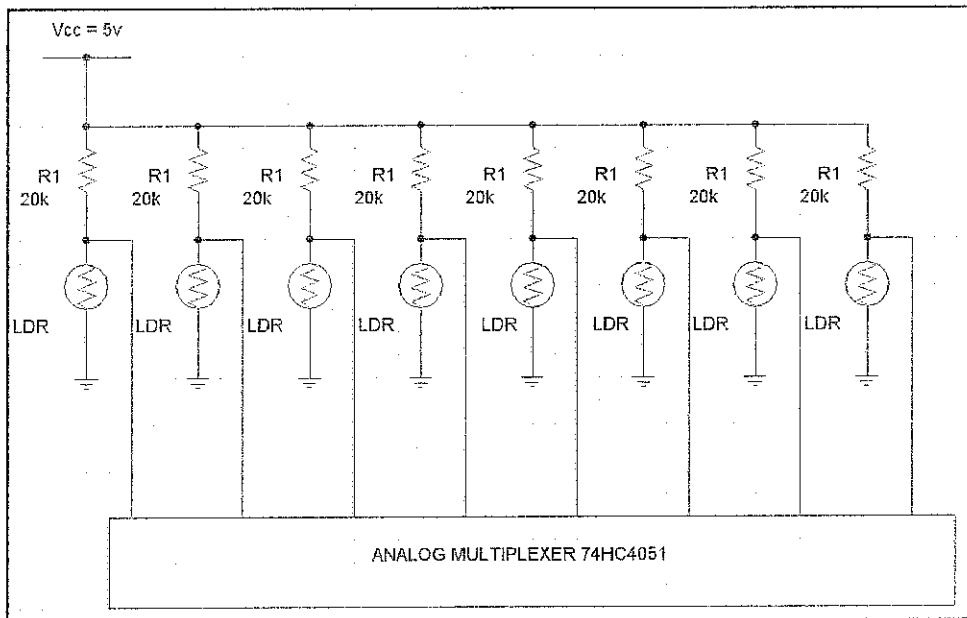 Vcc = 5v
R1 R1 R1 R1 R1 R1 R1 R1
20k 20k 20k 20k 20k 20k 20k 20k
LDR LDR LDR LDR LDR LDR LDR LDR
ANALOG MULTIPLEXER 74HC4051